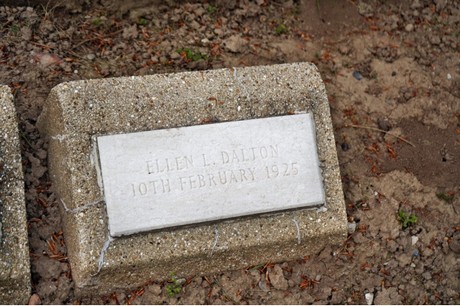 ELLEN L. DALTON
10TH FEBRUARY 1925